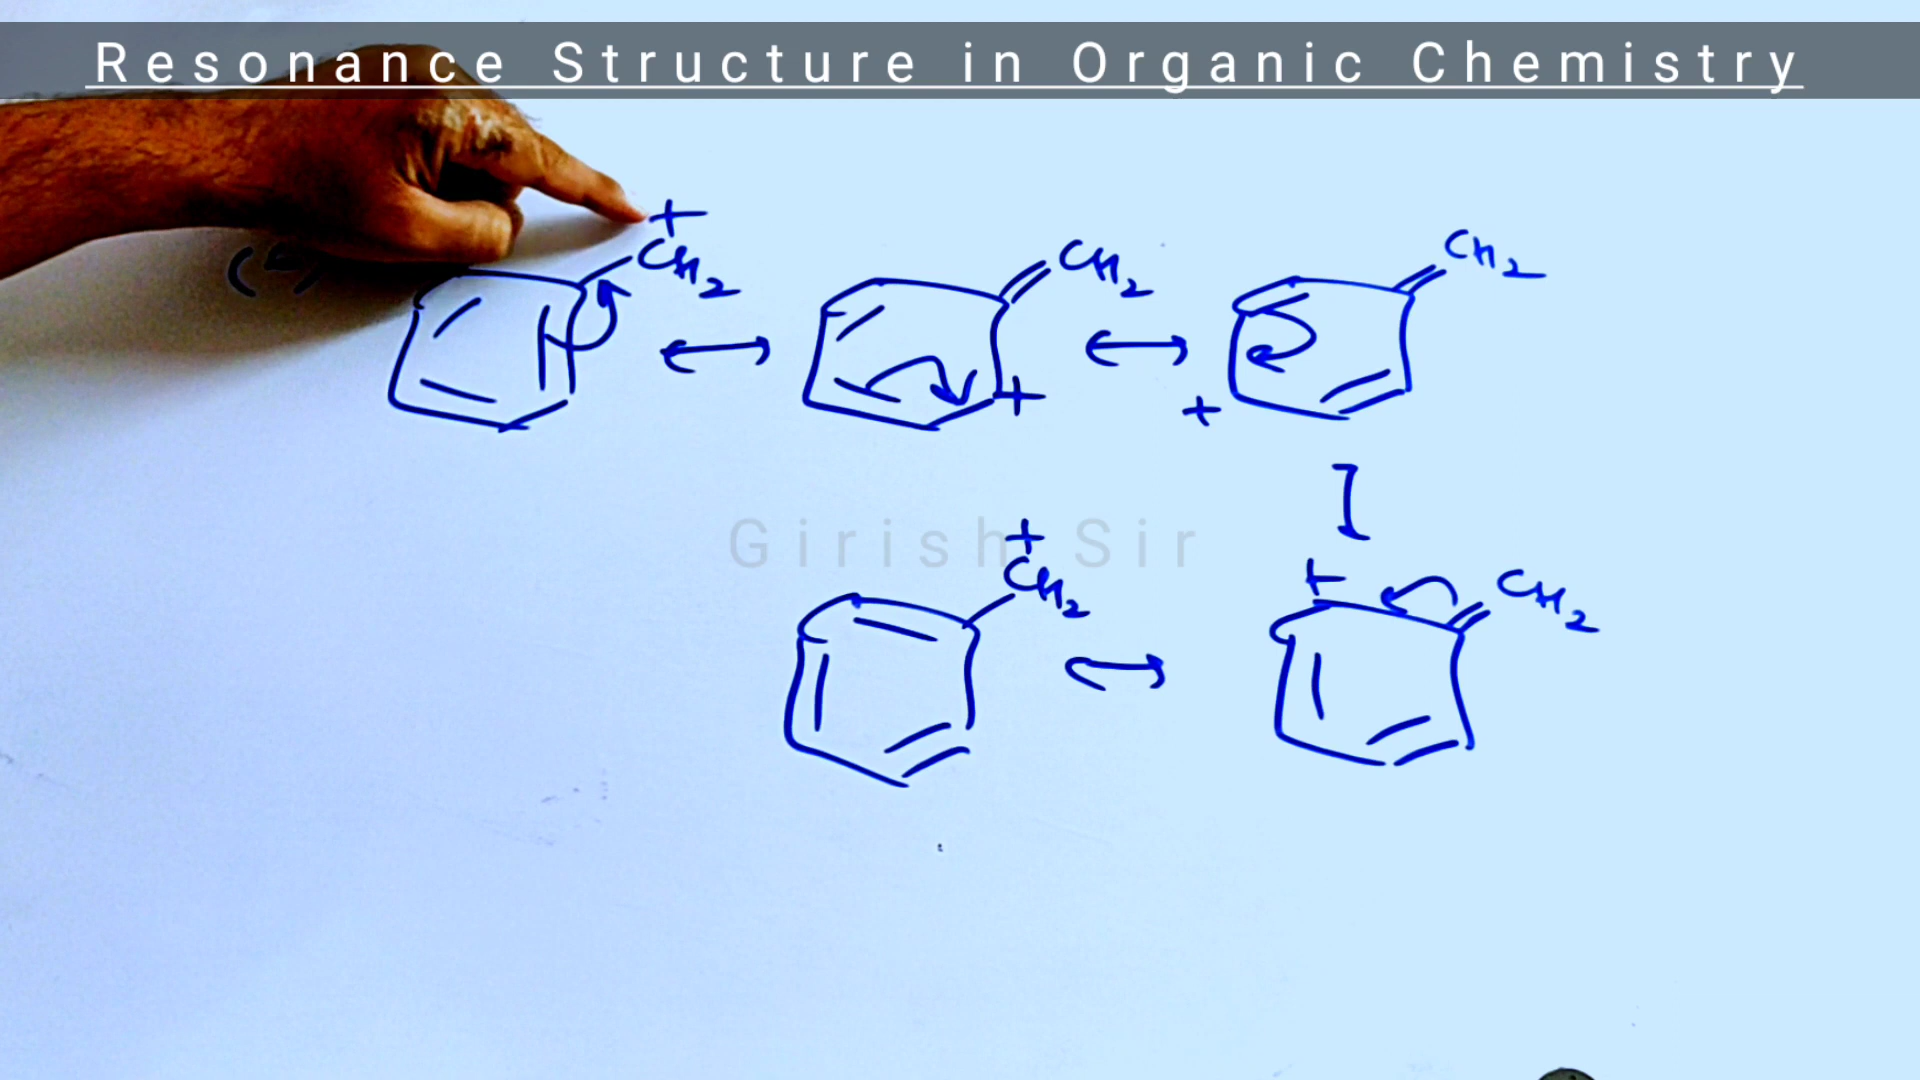 Resonance Structure in Organic Chemistry
+
CH2
CH2
CH2
+
+
Girish Sir
+
CH2
+
CH2